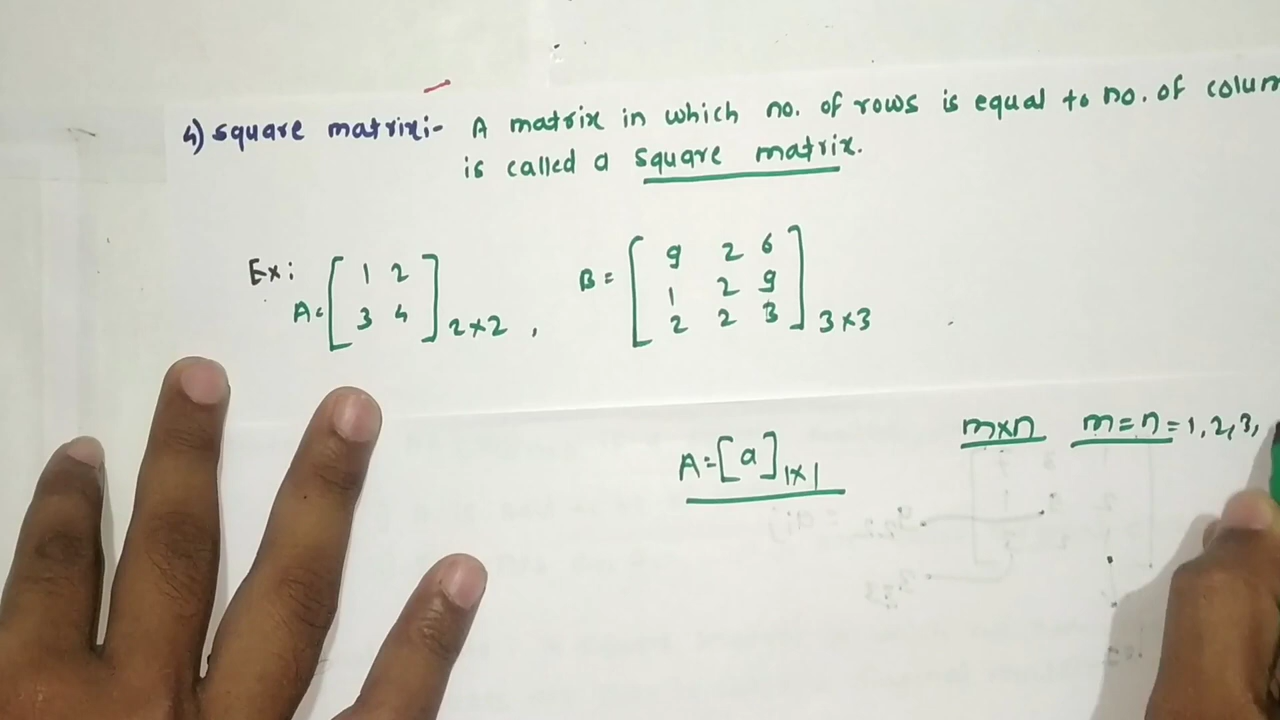 4) Square matrix:- A matrix in which no. of rows is equal to no. of colum
is called a square matrix.
Ex: A= [ 1 2
3 4 ] 2×2 ,
B= [ 9 2 6
1 2 9
2 2 3 ] 3×3
A=[a] 1×1
m×n m=n=1,2,3,